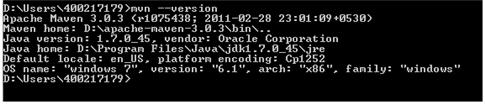 D:\Users\400217179>mvn --version
Apache Maven 3.0.3 (r1075438; 2011-02-28 23:01:09+0530)
Maven home: D:\apache-maven-3.0.3\bin\..
Java version: 1.7.0_45, vendor: Oracle Corporation
Java home: D:\Program Files\Java\jdk1.7.0_45\jre
Default locale: en_US, platform encoding: Cp1252
OS name: "windows 7", version: "6.1", arch: "x86", family: "windows"
D:\Users\400217179>